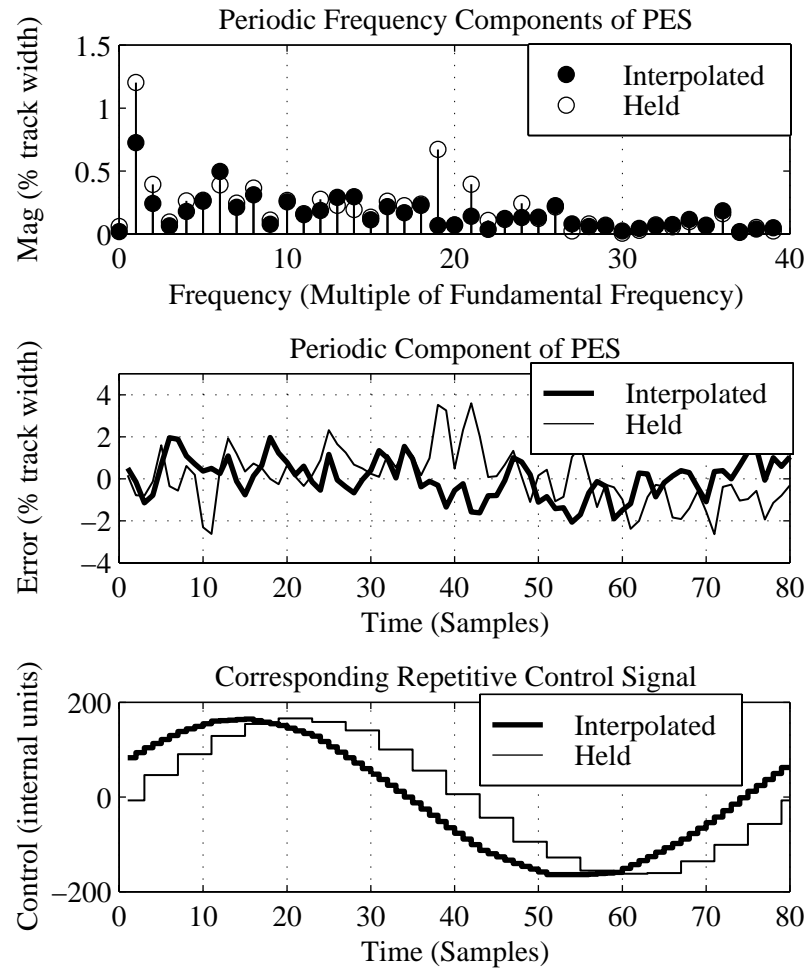 Periodic Frequency Components of PES
Mag (% track width)
1.5
1
0.5
0
Interpolated
Held
0 10 20 30 40
Frequency (Multiple of Fundamental Frequency)
Periodic Component of PES
Error (% track width)
4
2
0
−2
−4
Interpolated
Held
0 10 20 30 40 50 60 70 80
Time (Samples)
Corresponding Repetitive Control Signal
Control (internal units)
200
0
−200
Interpolated
Held
0 10 20 30 40 50 60 70 80
Time (Samples)